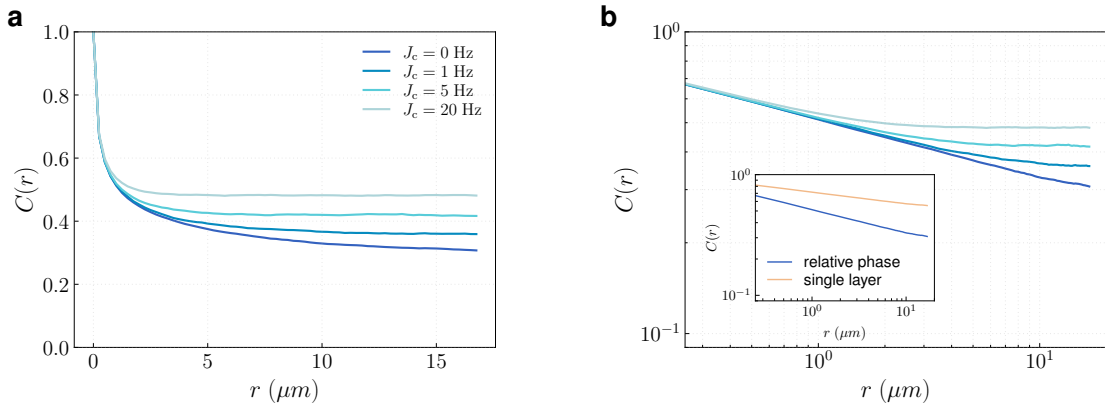 a
1.0
0.8
0.6
0.4
0.2
0.0
C(r)
0
5
10
15
r (μm)
J_c = 0 Hz
J_c = 1 Hz
J_c = 5 Hz
J_c = 20 Hz
b
10^0
10^{-1}
C(r)
10^0
10^1
r (μm)
10^0
10^{-1}
C(r)
relative phase
single layer
10^0
10^1
r (μm)